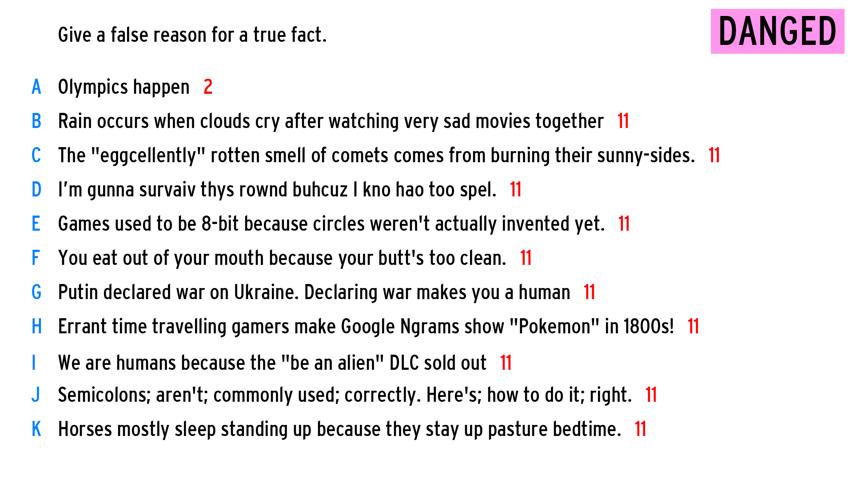 Give a false reason for a true fact.
DANGED
A Olympics happen 2
B Rain occurs when clouds cry after watching very sad movies together 11
C The "eggcellently" rotten smell of comets comes from burning their sunny-sides. 11
D I'm gunna survaiv thys rownd buhcuz I kno hao too spel. 11
E Games used to be 8-bit because circles weren't actually invented yet. 11
F You eat out of your mouth because your butt's too clean. 11
G Putin declared war on Ukraine. Declaring war makes you a human 11
H Errant time travelling gamers make Google Ngrams show "Pokemon" in 1800s! 11
I We are humans because the "be an alien" DLC sold out 11
J Semicolons; aren't; commonly used; correctly. Here's; how to do it; right. 11
K Horses mostly sleep standing up because they stay up pasture bedtime. 11